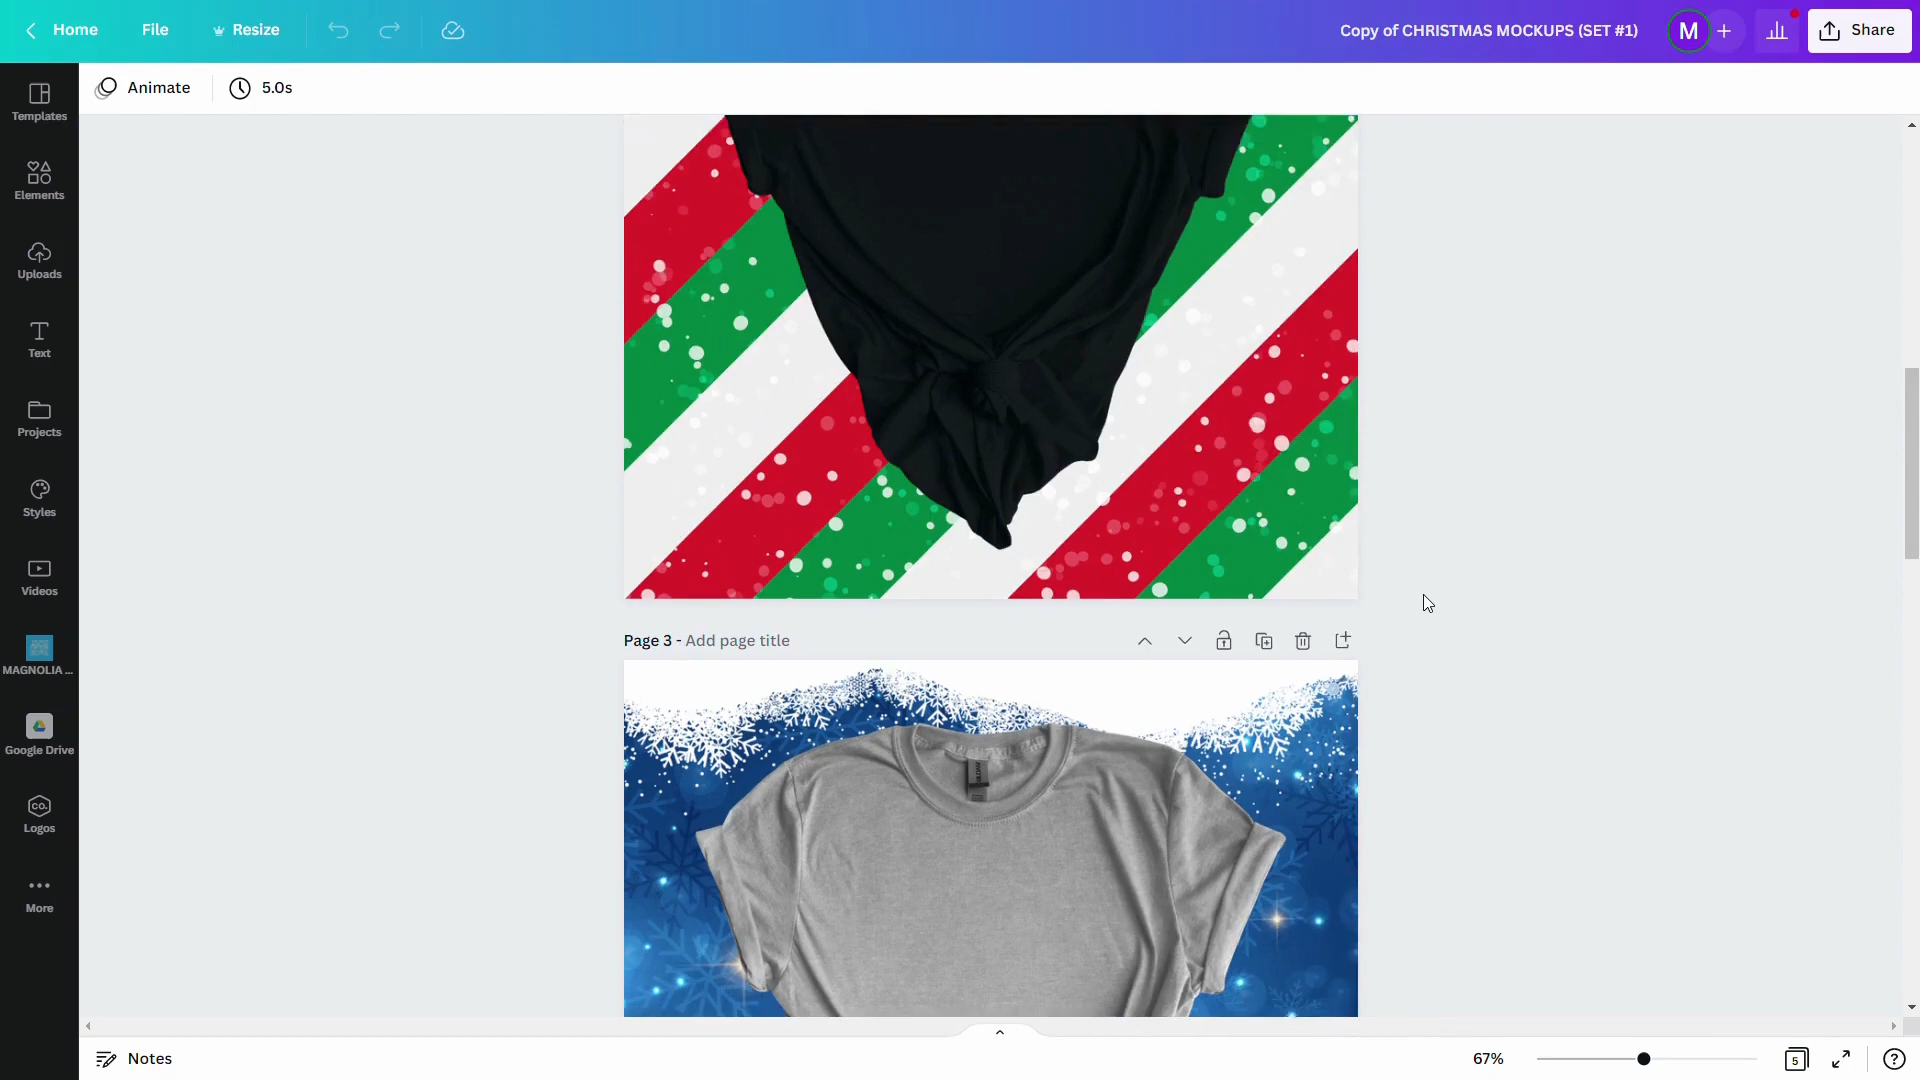 Home
File
Resize
Copy of CHRISTMAS MOCKUPS (SET #1)
M
Share
Animate
5.0s
Templates
Elements
Uploads
Text
Projects
Styles
Videos
MAGNOLIA ...
Google Drive
CO.
Logos
More
Page 3 - Add page title
Notes
67%
5